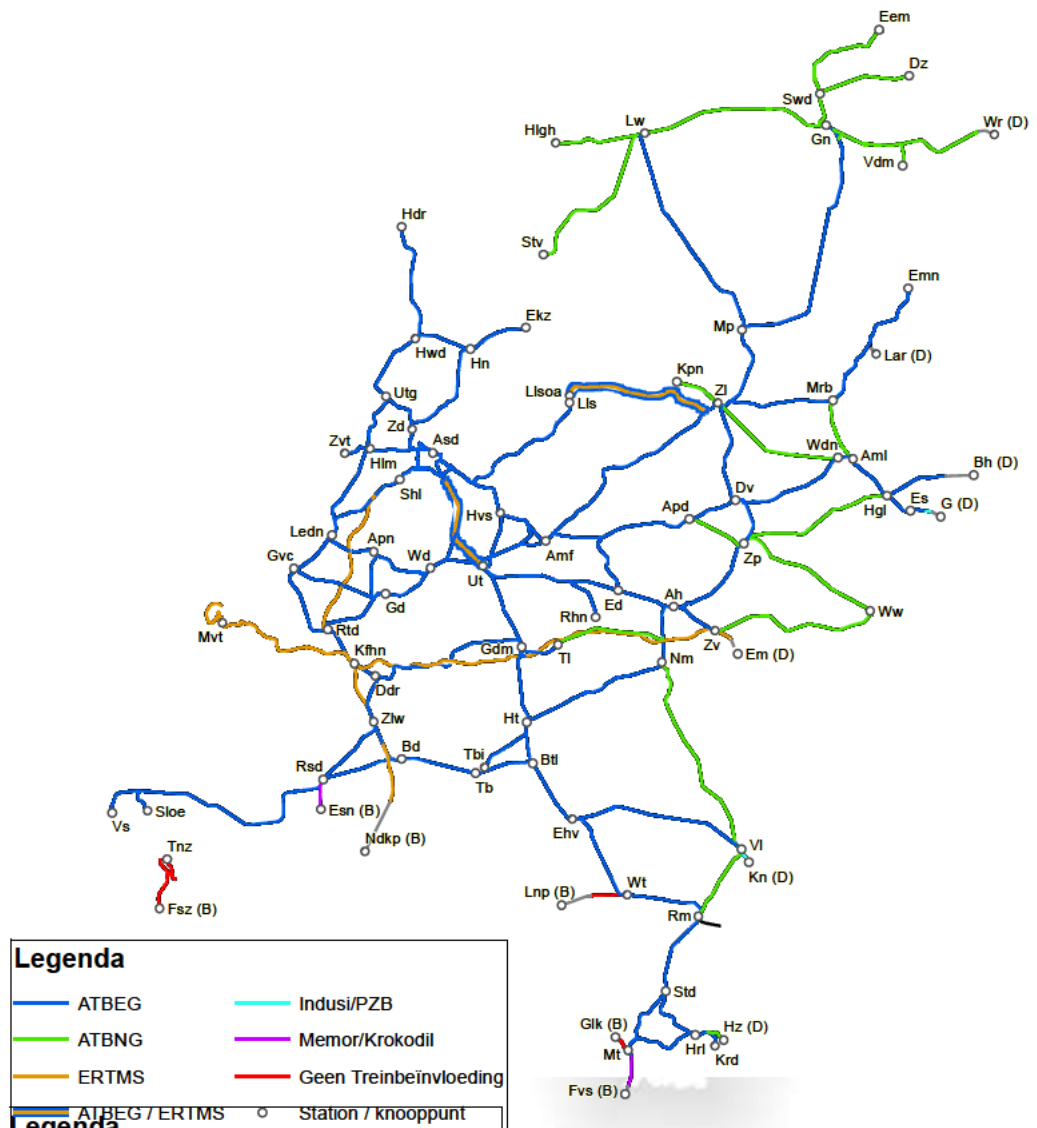 Eem
Dz
Swd
Lw
Wr (D)
Hlgh
Gn
Vdm
Hdr
Stv
Emn
Ekz
Mp
Hwd
Hn
Lar (D)
Kpn
Llsoa
Zl
Mrb
Utg
Lls
Zd
Zvt
Asd
Hlm
Wdn
Aml
Bh (D)
Shl
Dv
Es
G (D)
Apd
Hgl
Hvs
Ledn
Apn
Gvc
Wd
Amf
Zp
Ut
Gd
Ed
Ah
Rhn
Ww
Mvt
Rtd
Zv
Kfhn
Gdm
Tl
Em (D)
Nm
Ddr
Zlw
Ht
Bd
Tbi
Btl
Rsd
Tb
Vs
Sloe
Esn (B)
Ehv
Ndkp (B)
Tnz
Vl
Kn (D)
Wt
Lnp (B)
Fsz (B)
Rm
Legenda
ATBEG
Indusi/PZB
ATBNG
Memor/Krokodil
ERTMS
Geen Treinbeïnvloeding
ATBEG / ERTMS
Station / knooppunt
Legenda
Std
Glk (B)
Hz (D)
Mt
Hrl
Krd
Fvs (B)